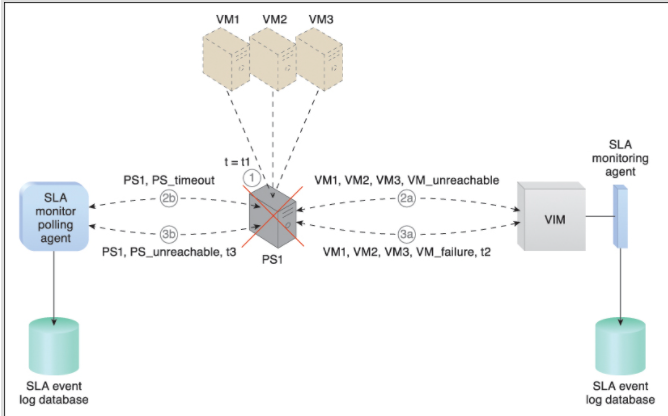 VM1 VM2 VM3
t = t1
1
PS1, PS_timeout
2b
VM1, VM2, VM3, VM_unreachable
2a
SLA
monitor
polling
agent
3b
PS1, PS_unreachable, t3
PS1
3a
VM1, VM2, VM3, VM_failure, t2
VIM
SLA
monitoring
agent
SLA event
log database
SLA event
log database